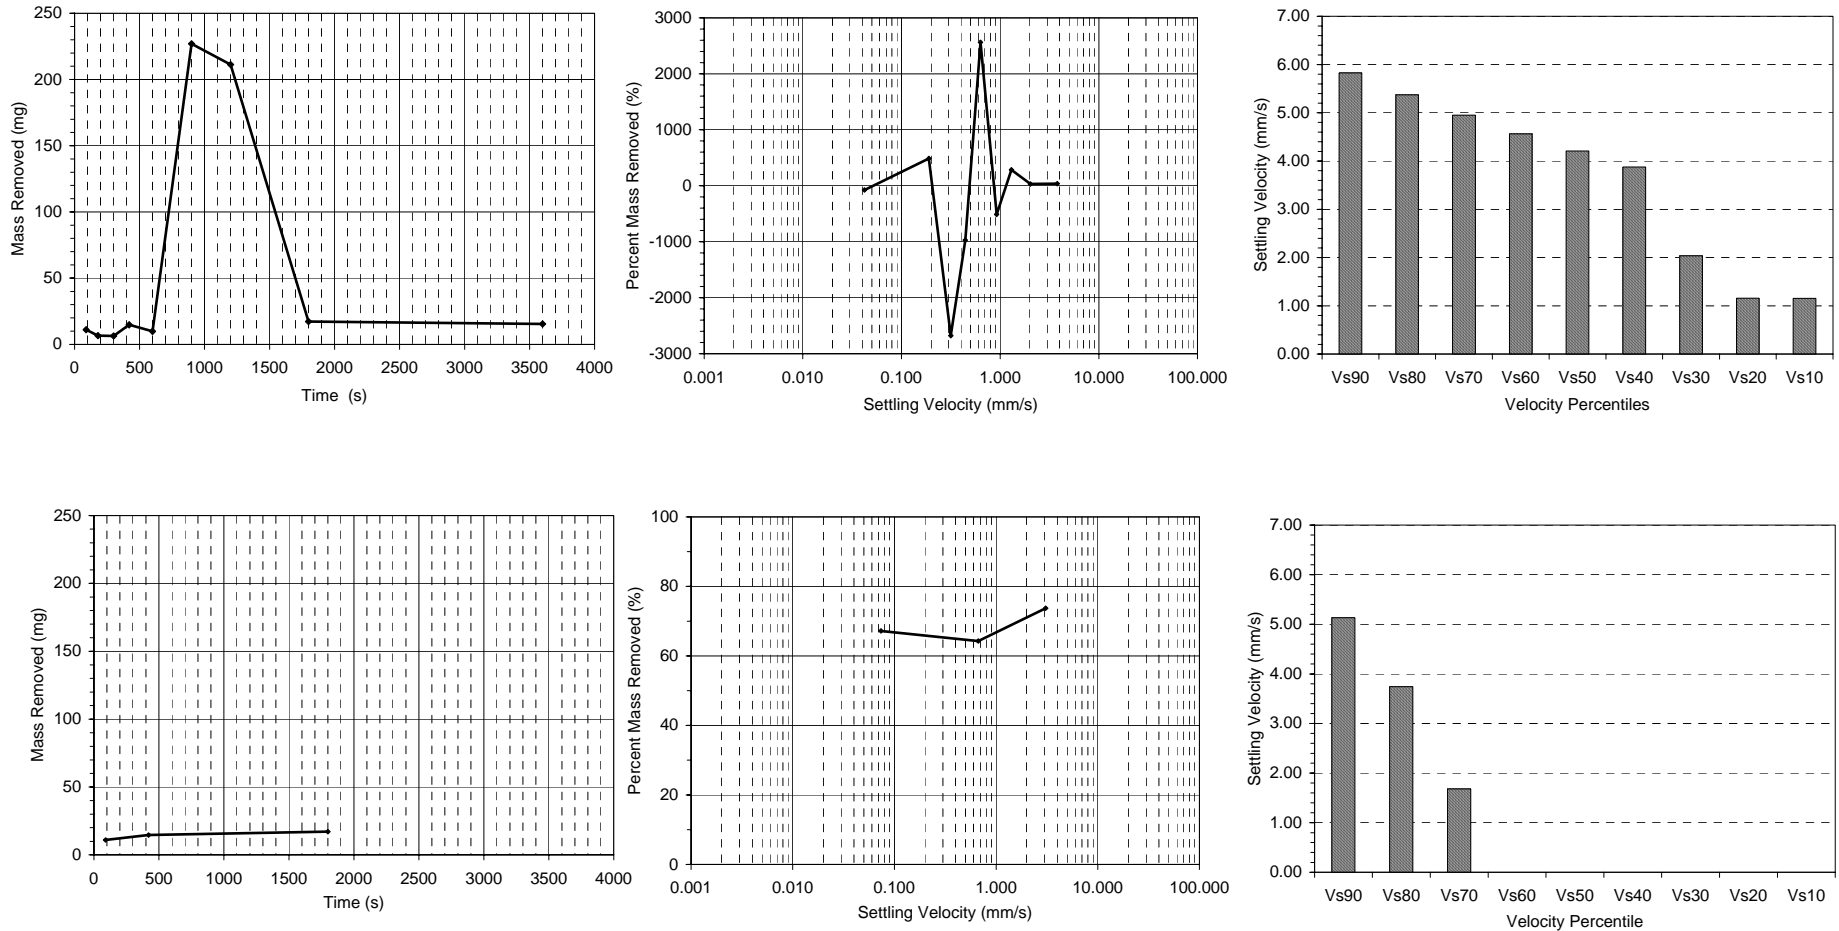 250
200
150
100
50
0
0 500 1000 1500 2000 2500 3000 3500 4000
Time (s)
Mass Removed (mg)
3000
2000
1000
0
-1000
-2000
-3000
0.001 0.010 0.100 1.000 10.000 100.000
Settling Velocity (mm/s)
Percent Mass Removed (%)
7.00
6.00
5.00
4.00
3.00
2.00
1.00
0.00
Vs90 Vs80 Vs70 Vs60 Vs50 Vs40 Vs30 Vs20 Vs10
Velocity Percentiles
Settling Velocity (mm/s)
250
200
150
100
50
0
0 500 1000 1500 2000 2500 3000 3500 4000
Time (s)
Mass Removed (mg)
100
80
60
40
20
0
0.001 0.010 0.100 1.000 10.000 100.000
Settling Velocity (mm/s)
Percent Mass Removed (%)
7.00
6.00
5.00
4.00
3.00
2.00
1.00
0.00
Vs90 Vs80 Vs70 Vs60 Vs50 Vs40 Vs30 Vs20 Vs10
Velocity Percentile
Settling Velocity (mm/s)